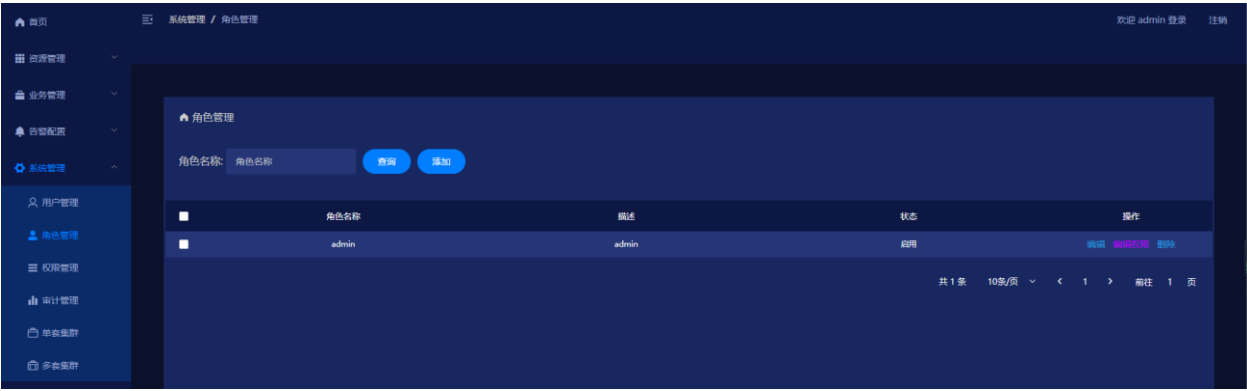 首页
系统管理 / 角色管理
欢迎 admin 登录 注销
资源管理
业务管理
告警配置
系统管理
用户管理
角色管理
权限管理
审计管理
单套集群
多套集群
角色管理
角色名称: 角色名称 查询 添加
角色名称 描述 状态 操作
admin admin 启用 编辑 编辑权限 删除
共 1 条 10条/页 1 前往 1 页